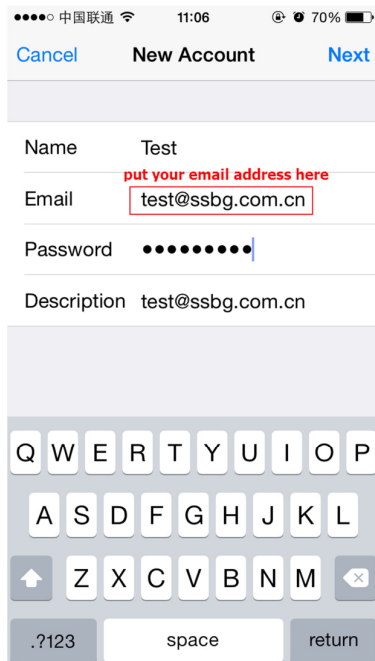 中国联通 11:06 70%
Cancel New Account Next
Name Test
put your email address here
Email test@ssbg.com.cn
Password •••••••••
Description test@ssbg.com.cn
Q W E R T Y U I O P
A S D F G H J K L
Z X C V B N M
.?123 space return